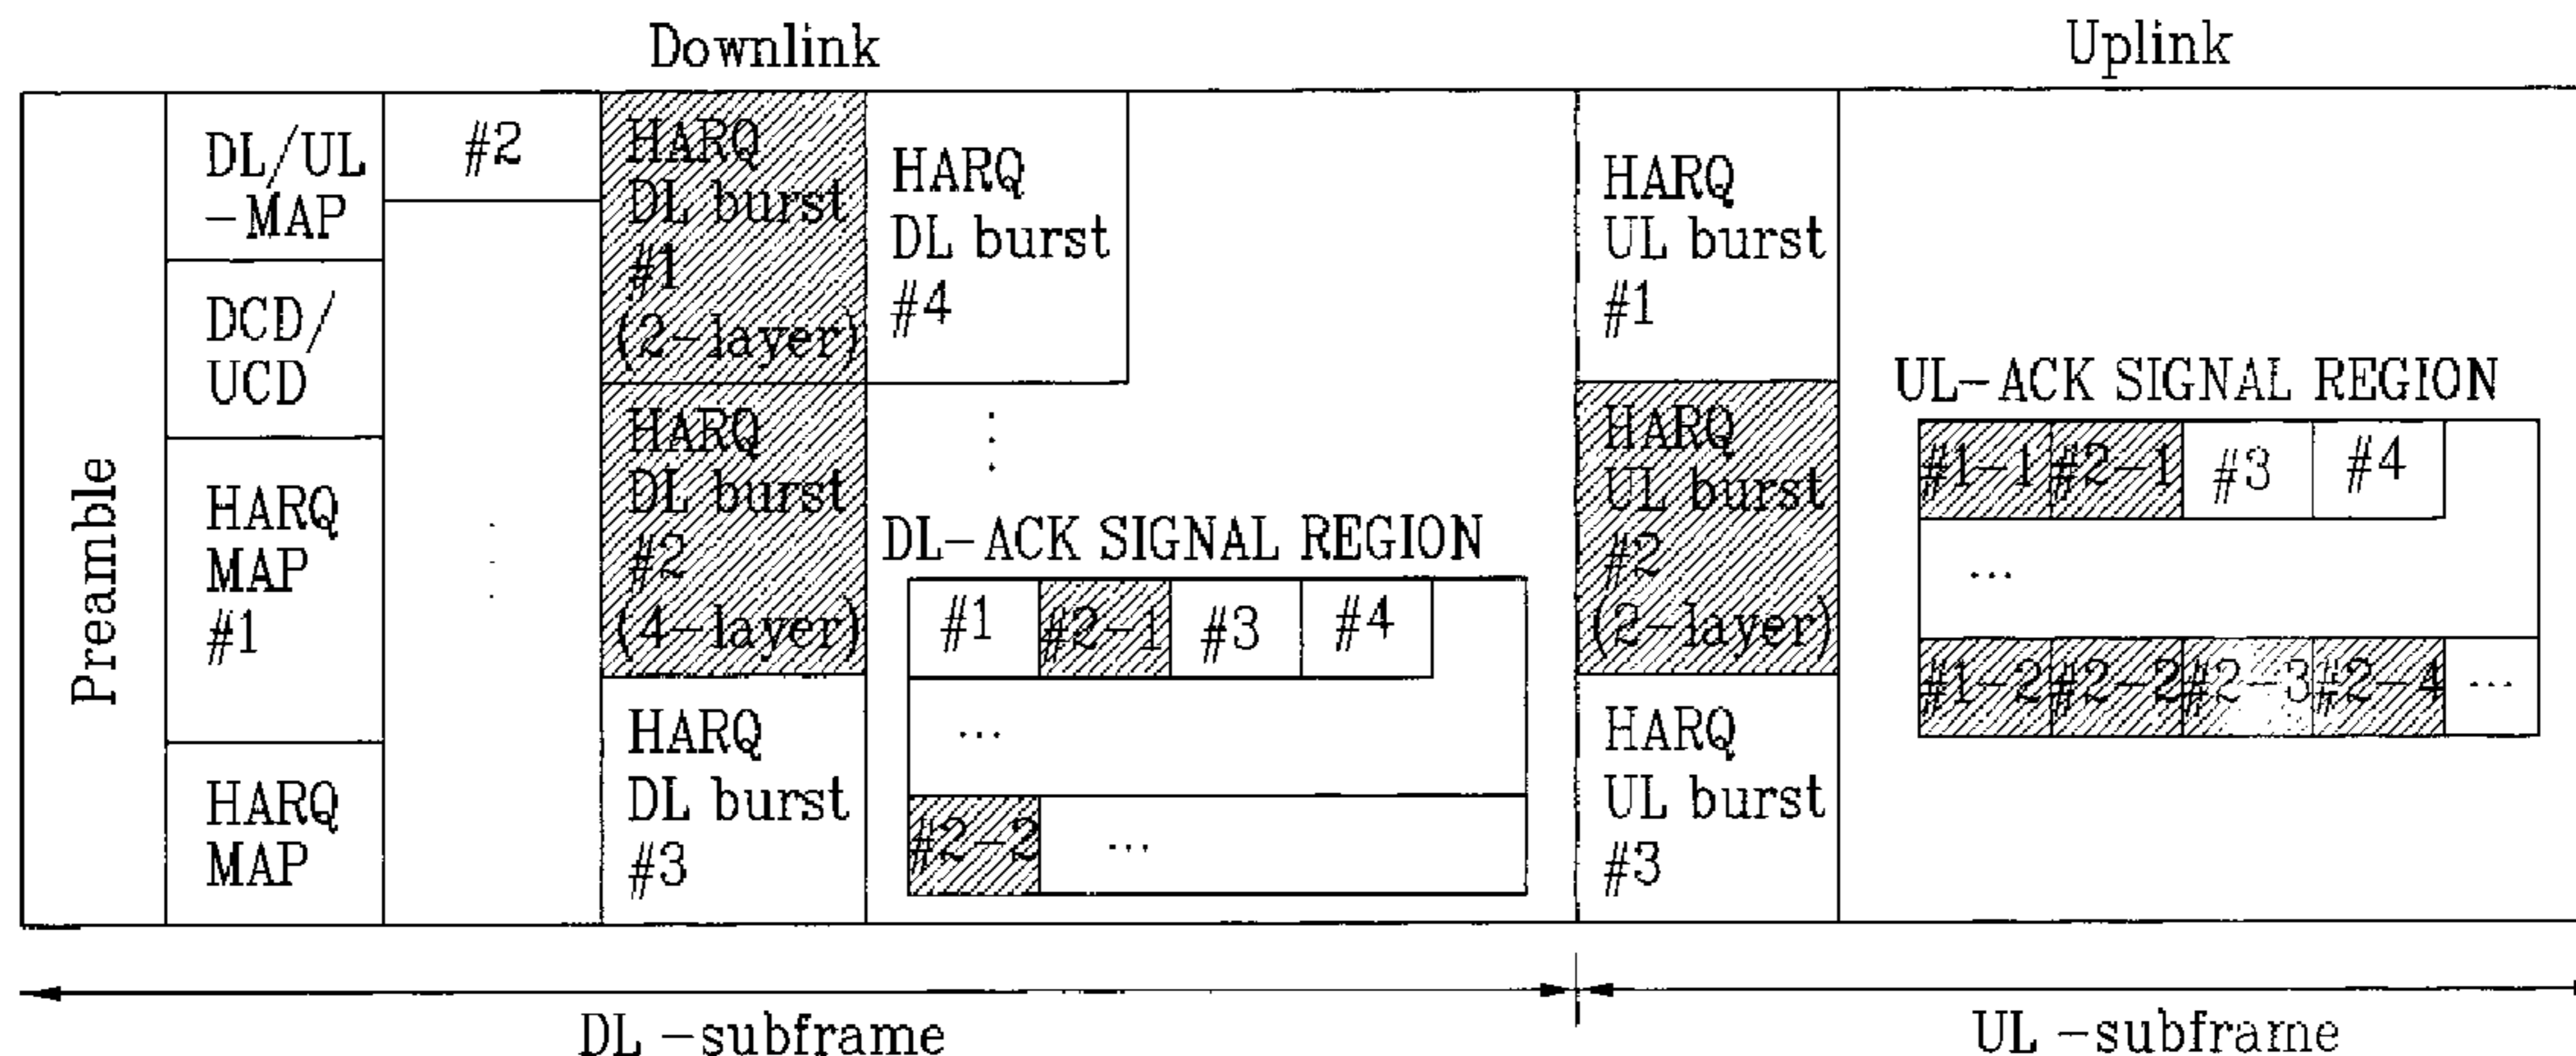 Downlink
Uplink
Preamble
DL/UL
-MAP
DCD/
UCD
HARQ
MAP
#1
HARQ
MAP
#2
HARQ
DL burst
#1
(2-layer)
HARQ
DL burst
#2
(4-layer)
HARQ
DL burst
#3
HARQ
DL burst
#4
DL-ACK SIGNAL REGION
#1 #2-1 #3 #4
...
#2-2 ...
HARQ
UL burst
#1
HARQ
UL burst
#2
(2-layer)
HARQ
UL burst
#3
UL-ACK SIGNAL REGION
#1-1 #2-1 #3 #4
...
#1-2 #2-2 #2-3 #2-4 ...
DL -subframe
UL -subframe